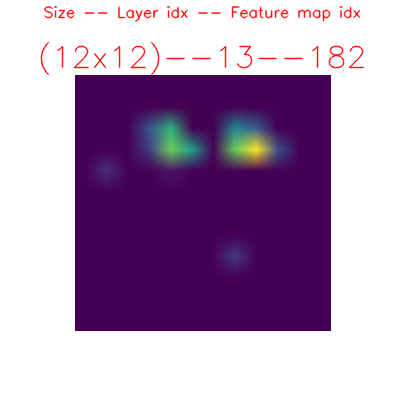 Size -- Layer idx -- Feature map idx
(12x12)--13--182